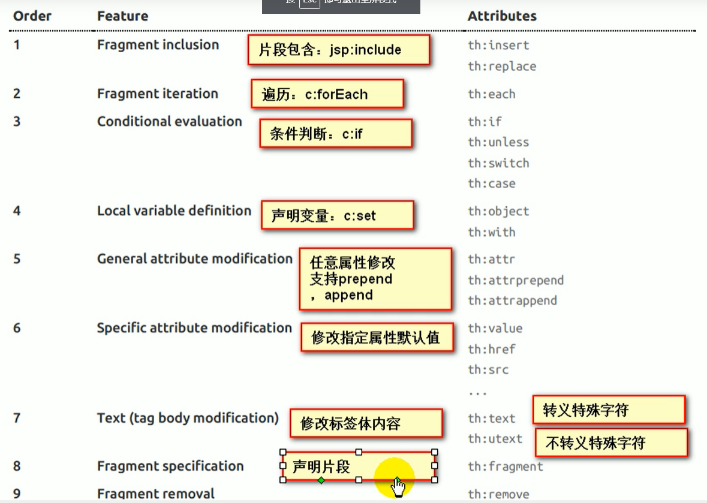 按 Esc 即可退出全屏模式
Order Feature Attributes
1 Fragment inclusion 片段包含：jsp:include th:insert
th:replace
2 Fragment iteration 遍历：c:forEach th:each
3 Conditional evaluation 条件判断：c:if th:if
th:unless
th:switch
th:case
4 Local variable definition 声明变量：c:set th:object
th:with
5 General attribute modification 任意属性修改 th:attr
支持prepend th:attrprepend
，append th:attrappend
6 Specific attribute modification 修改指定属性默认值 th:value
th:href
th:src
...
7 Text (tag body modification) 修改标签体内容 th:text 转义特殊字符
th:utext 不转义特殊字符
8 Fragment specification 声明片段 th:fragment
9 Fragment removal th:remove